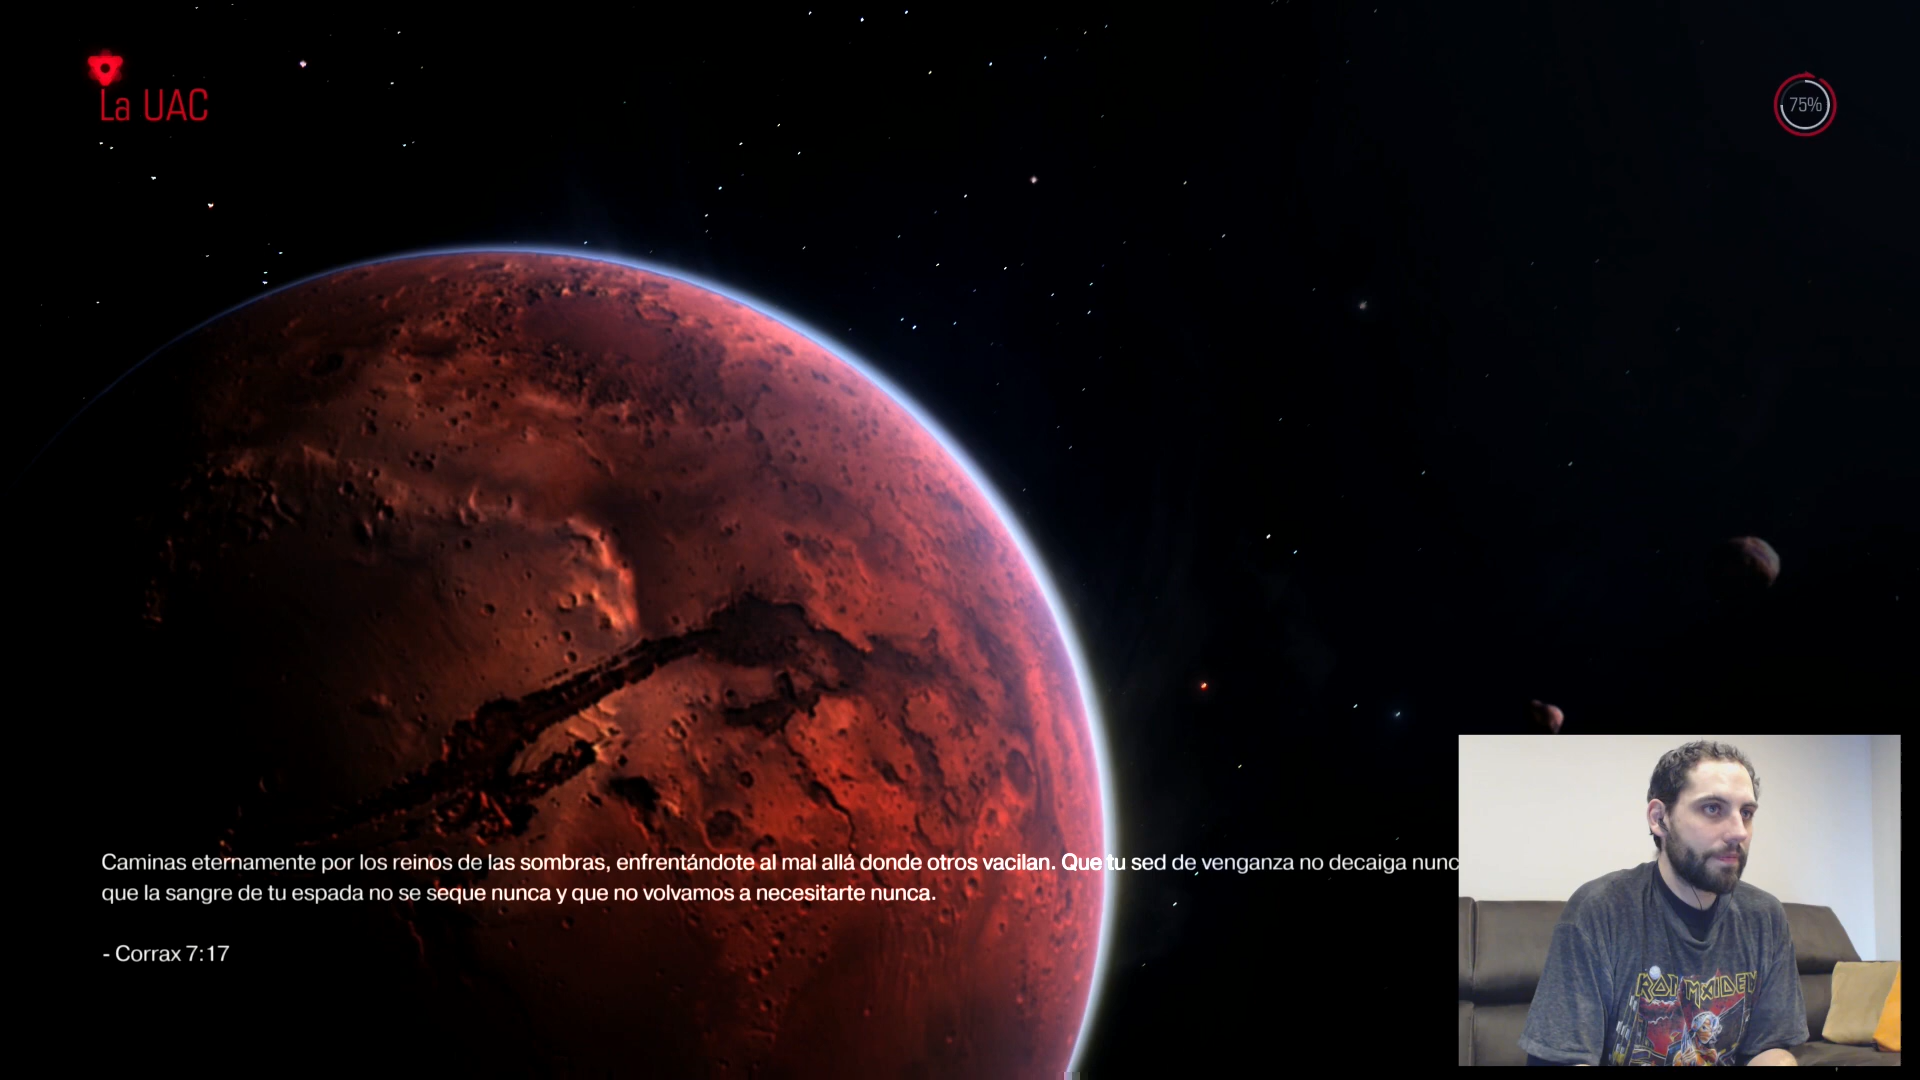 La UAC
75%
Caminas eternamente por los reinos de las sombras, enfrentándote al mal allá donde otros vacilan. Que tu sed de venganza no decaiga nunc
que la sangre de tu espada no se seque nunca y que no volvamos a necesitarte nunca.
- Corrax 7:17
IRON MAIDEN